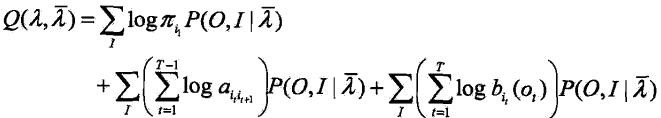 Q(λ, λ̄) = ∑_I log π_{i_1} P(O, I | λ̄)
+ ∑_I ( ∑_{t=1}^{T-1} log a_{i_t i_{t+1}} ) P(O, I | λ̄) + ∑_I ( ∑_{t=1}^{T} log b_{i_t}(o_t) ) P(O, I | λ̄)